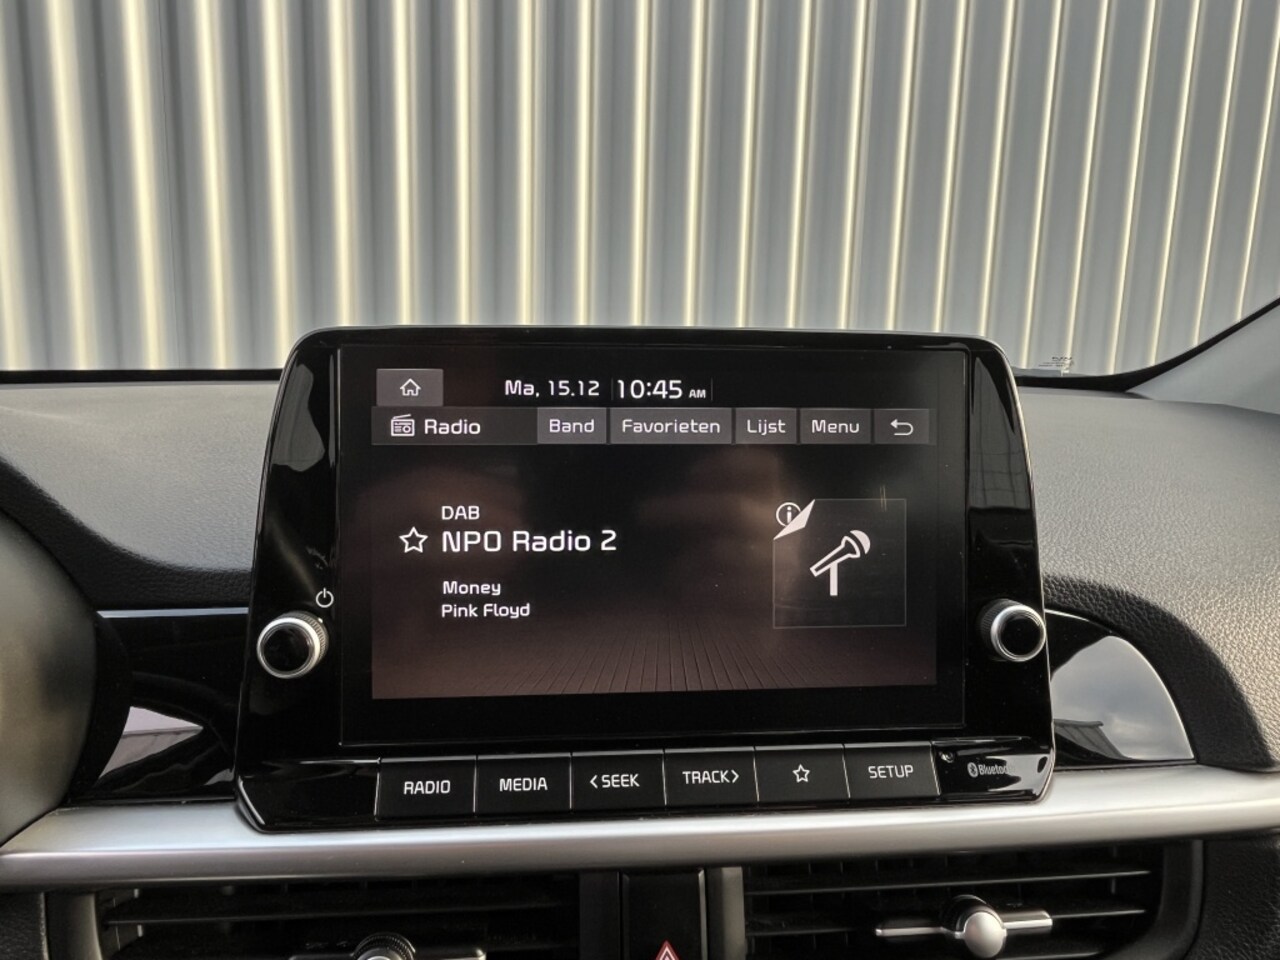 Ma, 15.12 10:45 AM
Radio Band Favorieten Lijst Menu
DAB
NPO Radio 2
Money
Pink Floyd
RADIO MEDIA <SEEK TRACK> SETUP